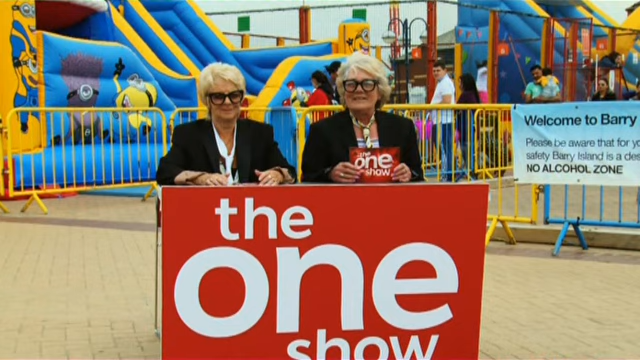 Welcome to Barry
Please be aware that for y
safety Barry Island is a des
NO ALCOHOL ZONE
the
one
show
the
one
show